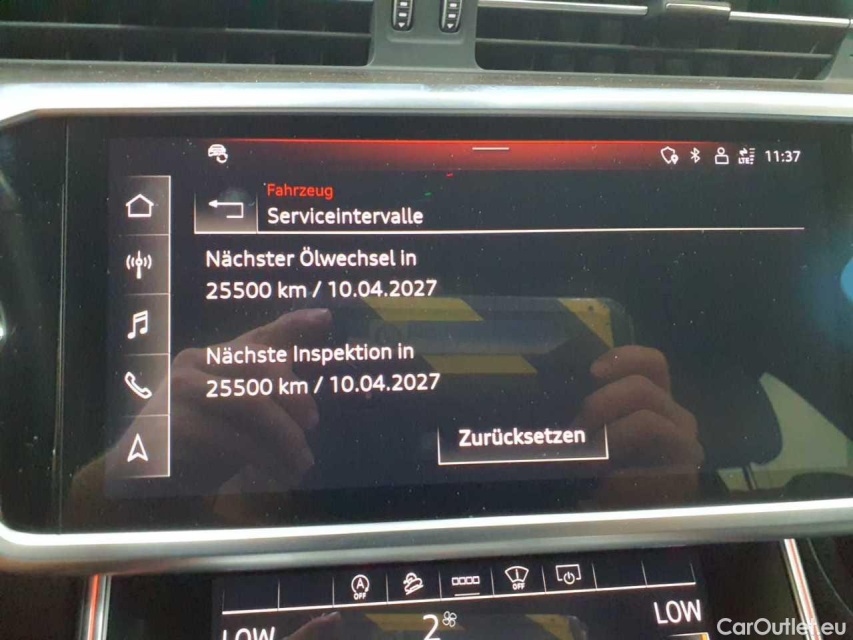 LTE 11:37
Fahrzeug
Serviceintervalle
Nächster Ölwechsel in
25500 km / 10.04.2027
Nächste Inspektion in
25500 km / 10.04.2027
Zurücksetzen
A
OFF
OFF
LOW
2
LOW
CarOutlet.eu